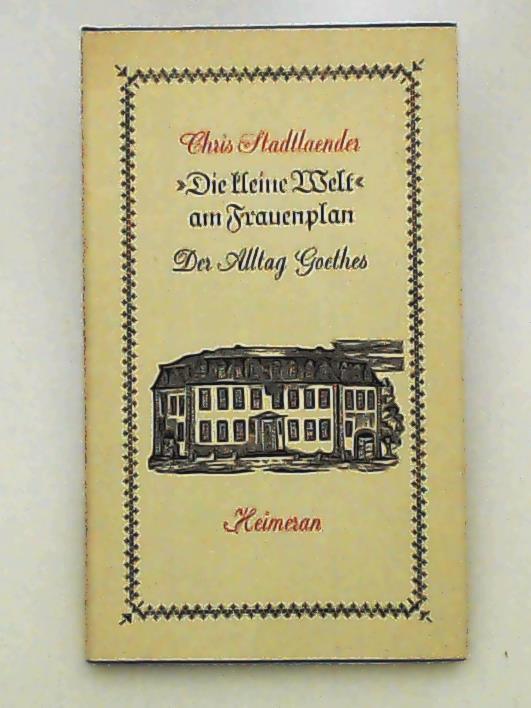 Chris Stadtlaender
»Die kleine Welt«
am Frauenplan
Der Alltag Goethes
Heimeran